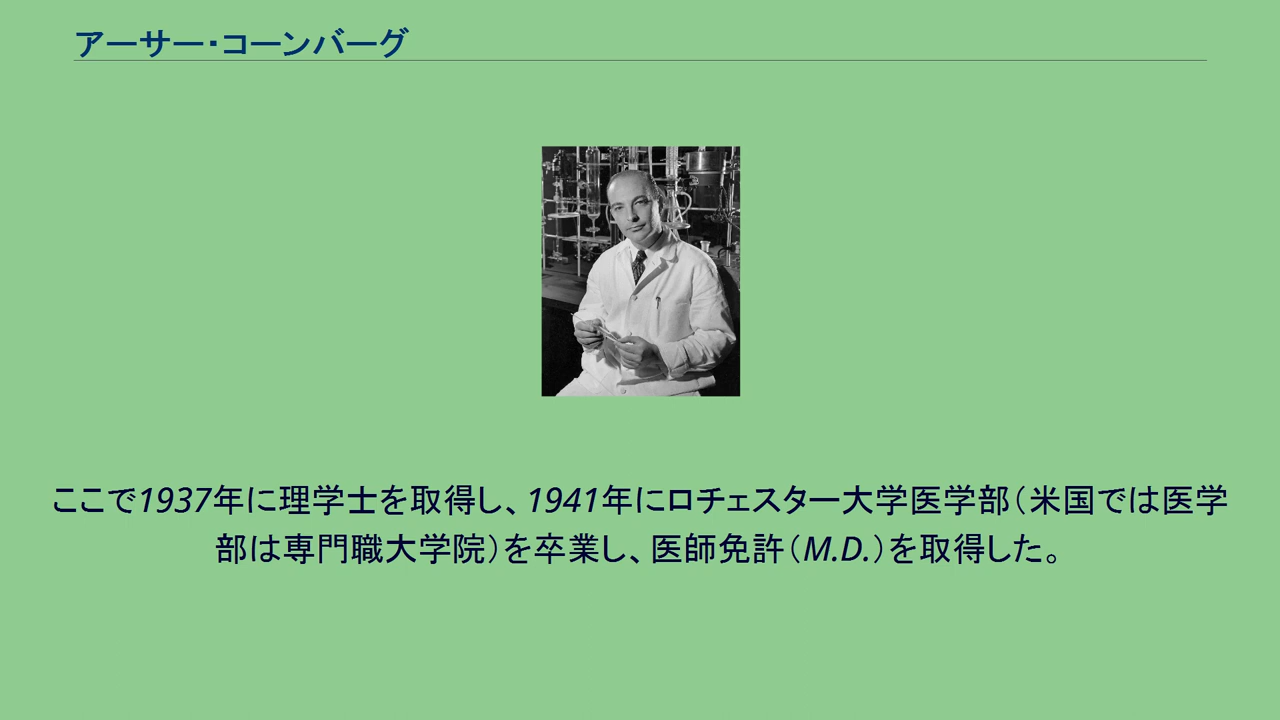 アーサー・コーンバーグ
ここで1937年に理学士を取得し、1941年にロチェスター大学医学部（米国では医学
部は専門職大学院）を卒業し、医師免許（M.D.）を取得した。